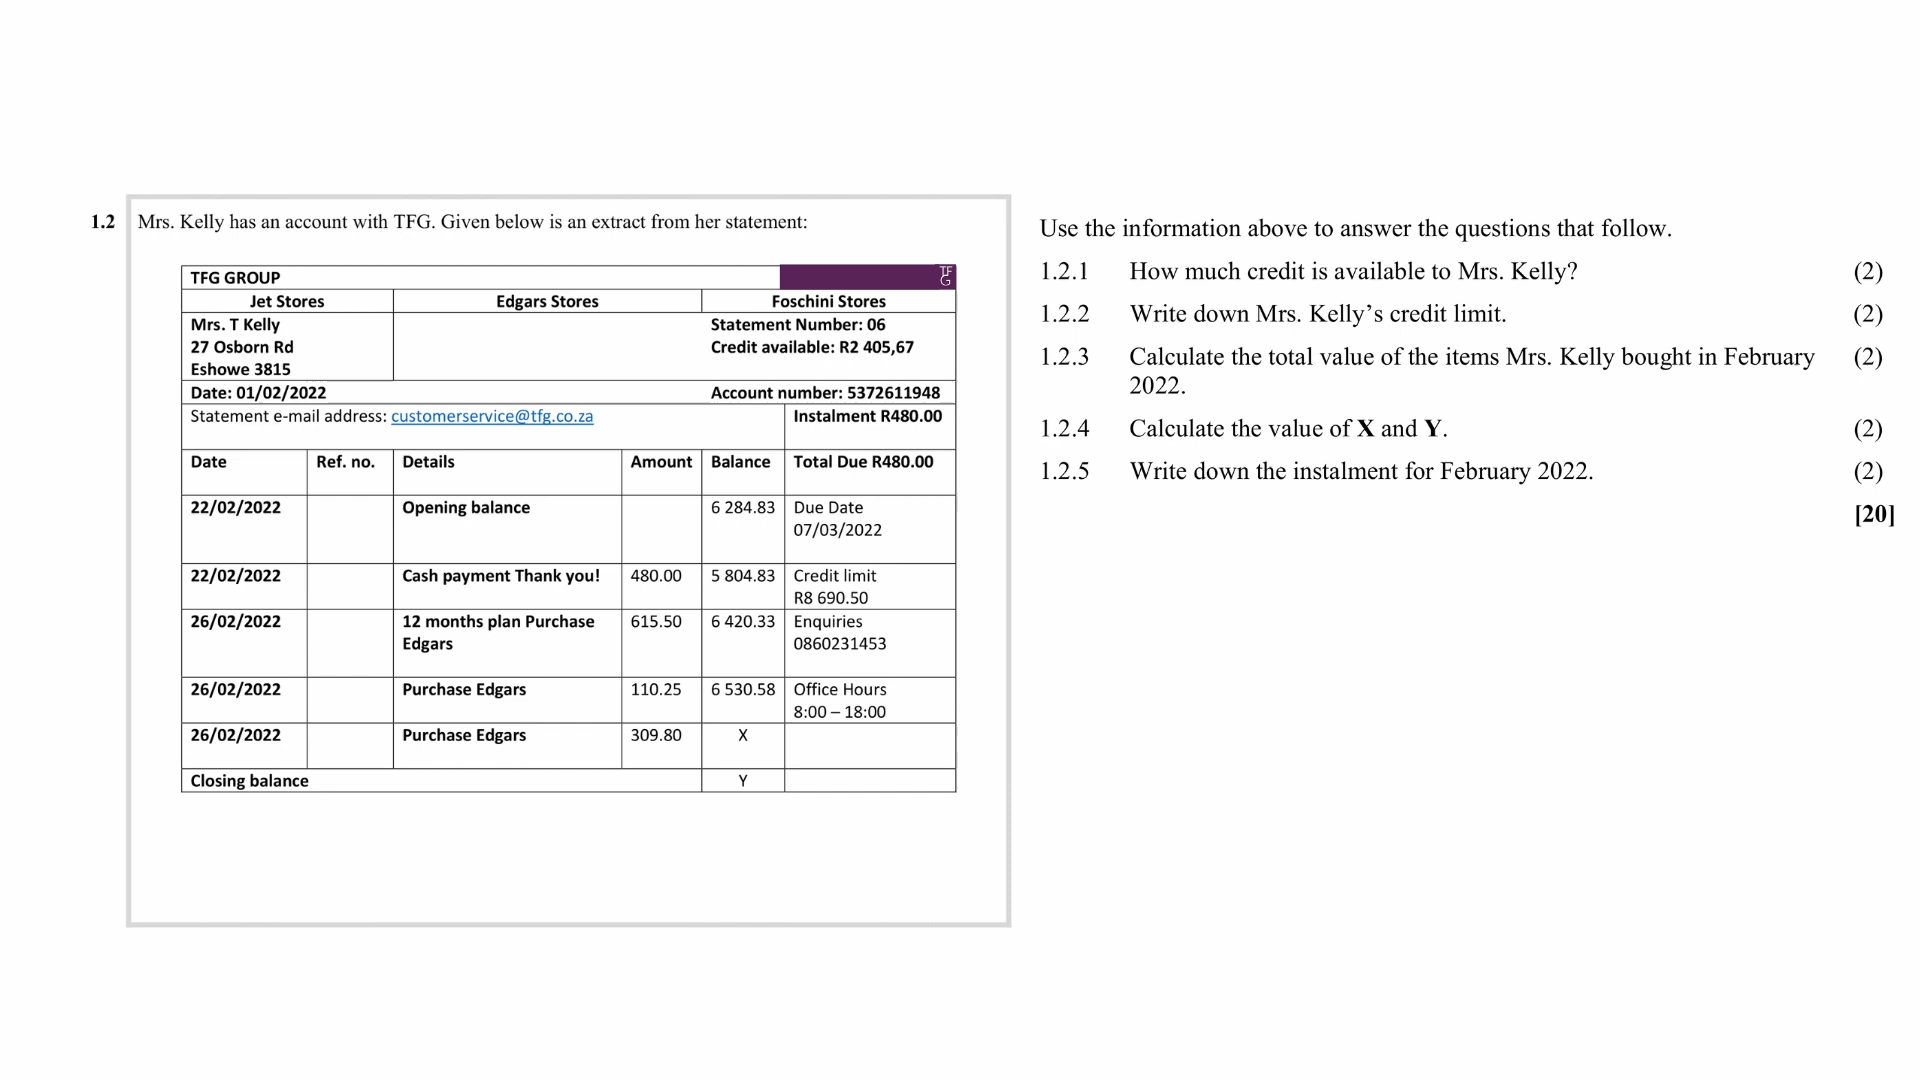 1.2 Mrs. Kelly has an account with TFG. Given below is an extract from her statement:
TFG GROUP TFG
Jet Stores Edgars Stores Foschini Stores
Mrs. T Kelly Statement Number: 06
27 Osborn Rd Credit available: R2 405,67
Eshowe 3815
Date: 01/02/2022 Account number: 5372611948
Statement e-mail address: customerservice@tfg.co.za Instalment R480.00
Date Ref. no. Details Amount Balance Total Due R480.00
22/02/2022 Opening balance 6 284.83 Due Date
07/03/2022
22/02/2022 Cash payment Thank you! 480.00 5 804.83 Credit limit
R8 690.50
26/02/2022 12 months plan Purchase 615.50 6 420.33 Enquiries
Edgars 0860231453
26/02/2022 Purchase Edgars 110.25 6 530.58 Office Hours
8:00 – 18:00
26/02/2022 Purchase Edgars 309.80 X
Closing balance Y
Use the information above to answer the questions that follow.
1.2.1 How much credit is available to Mrs. Kelly? (2)
1.2.2 Write down Mrs. Kelly’s credit limit. (2)
1.2.3 Calculate the total value of the items Mrs. Kelly bought in February (2)
2022.
1.2.4 Calculate the value of X and Y. (2)
1.2.5 Write down the instalment for February 2022. (2)
[20]